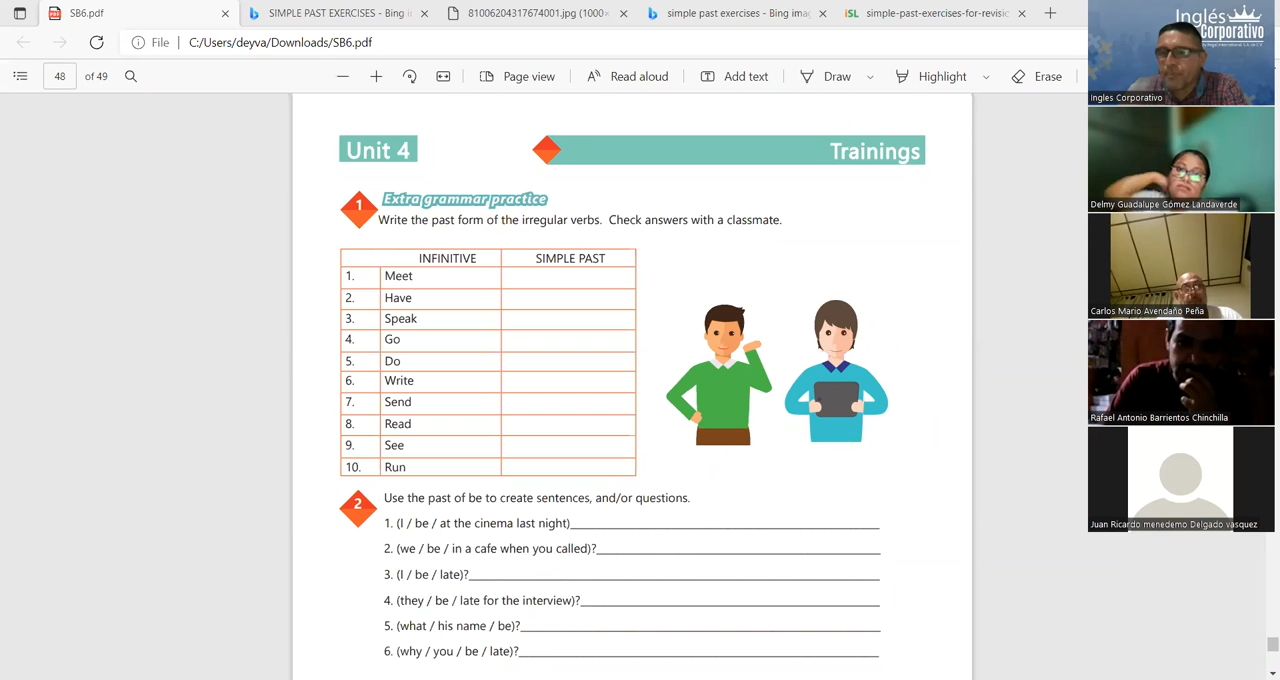 SB6.pdf
SIMPLE PAST EXERCISES - Bing i
81006204317674001.jpg (1000×
simple past exercises - Bing ima
iSL simple-past-exercises-for-revisio
File C:/Users/deyva/Downloads/SB6.pdf
48 of 49
Page view
Read aloud
Add text
Draw
Highlight
Erase
Unit 4
Trainings
1 Extra grammar practice
Write the past form of the irregular verbs. Check answers with a classmate.
INFINITIVE SIMPLE PAST
1. Meet
2. Have
3. Speak
4. Go
5. Do
6. Write
7. Send
8. Read
9. See
10. Run
2 Use the past of be to create sentences, and/or questions.
1. (I / be / at the cinema last night)
2. (we / be / in a cafe when you called)?
3. (I / be / late)?
4. (they / be / late for the interview)?
5. (what / his name / be)?
6. (why / you / be / late)?
Inglés
Corporativo
Ingles Corporativo
Delmy Guadalupe Gómez Landaverde
Carlos Mario Avendaño Peña
Rafael Antonio Barrientos Chinchilla
Juan Ricardo menedemo Delgado vasquez